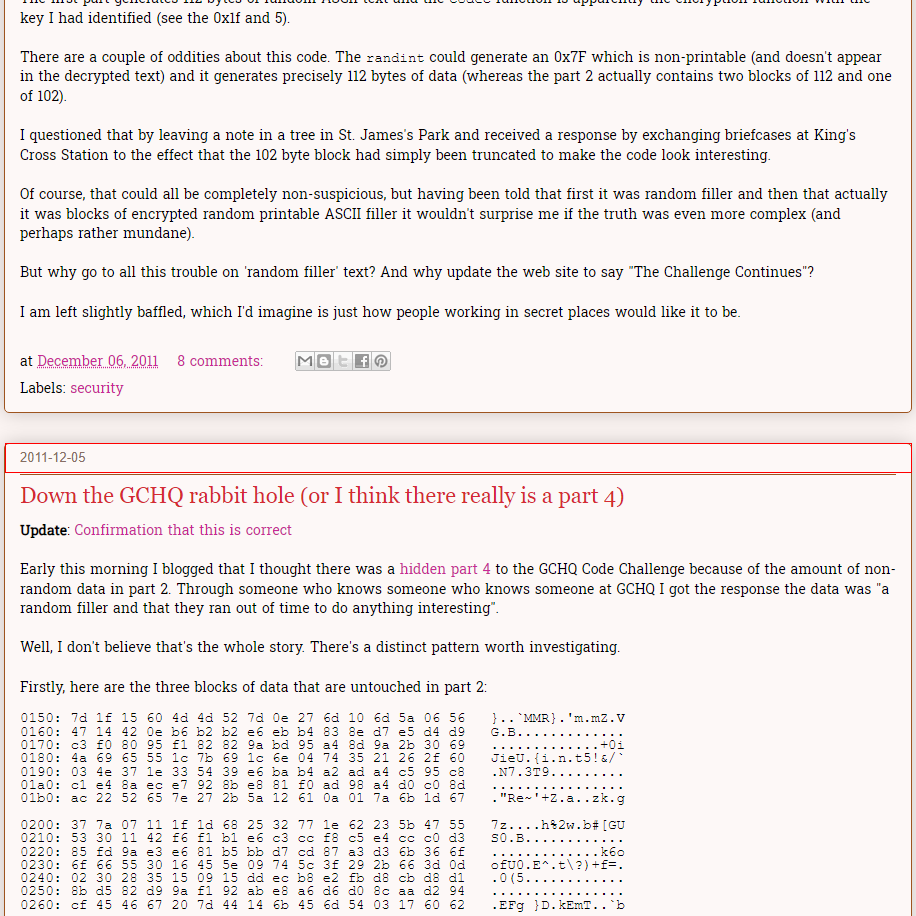 key I had identified (see the 0x1f and 5).
There are a couple of oddities about this code. The randint could generate an 0x7F which is non-printable (and doesn't appear
in the decrypted text) and it generates precisely 112 bytes of data (whereas the part 2 actually contains two blocks of 112 and one
of 102).
I questioned that by leaving a note in a tree in St. James's Park and received a response by exchanging briefcases at King's
Cross Station to the effect that the 102 byte block had simply been truncated to make the code look interesting.
Of course, that could all be completely non-suspicious, but having been told that first it was random filler and then that actually
it was blocks of encrypted random printable ASCII filler it wouldn't surprise me if the truth was even more complex (and
perhaps rather mundane).
But why go to all this trouble on 'random filler' text? And why update the web site to say "The Challenge Continues"?
I am left slightly baffled, which I'd imagine is just how people working in secret places would like it to be.
at December 06, 2011 8 comments:
Labels: security
2011-12-05
Down the GCHQ rabbit hole (or I think there really is a part 4)
Update: Confirmation that this is correct
Early this morning I blogged that I thought there was a hidden part 4 to the GCHQ Code Challenge because of the amount of non-
random data in part 2. Through someone who knows someone who knows someone at GCHQ I got the response the data was "a
random filler and that they ran out of time to do anything interesting".
Well, I don't believe that's the whole story. There's a distinct pattern worth investigating.
Firstly, here are the three blocks of data that are untouched in part 2:
0150: 7d 1f 15 60 4d 4d 52 7d 0e 27 6d 10 6d 5a 06 56 }..`MMR}.'m.mZ.V
0160: 47 14 42 0e b6 b2 b2 e6 eb b4 83 8e d7 e5 d4 d9 G.B.............
0170: c3 f0 80 95 f1 82 82 9a bd 95 a4 8d 9a 2b 30 69 .............+0i
0180: 4a 69 65 55 1c 7b 69 1c 6e 04 74 35 21 26 2f 60 JieU.{i.n.t5!&/`
0190: 03 4e 37 1e 33 54 39 e6 ba b4 a2 ad a4 c5 95 c8 .N7.3T9.........
01a0: c1 e4 8a ec e7 92 8b e8 81 f0 ad 98 a4 d0 c0 8d ................
01b0: ac 22 52 65 7e 27 2b 5a 12 61 0a 01 7a 6b 1d 67 ."Re~'+Z.a..zk.g
0200: 37 7a 07 11 1f 1d 68 25 32 77 1e 62 23 5b 47 55 7z....h%2w.b#[GU
0210: 53 30 11 42 f6 f1 b1 e6 c3 cc f8 c5 e4 cc c0 d3 S0.B............
0220: 85 fd 9a e3 e6 81 b5 bb d7 cd 87 a3 d3 6b 36 6f .............k6o
0230: 6f 66 55 30 16 45 5e 09 74 5c 3f 29 2b 66 3d 0d ofU0.E^.t\?)+f=.
0240: 02 30 28 35 15 09 15 dd ec b8 e2 fb d8 cb d8 d1 .0(5............
0250: 8b d5 82 d9 9a f1 92 ab e8 a6 d6 d0 8c aa d2 94 ................
0260: cf 45 46 67 20 7d 44 14 6b 45 6d 54 03 17 60 62 .EFg }D.kEmT..`b